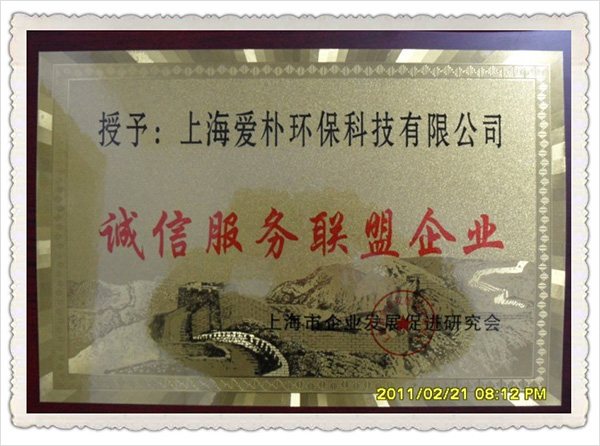 授予：上海爱朴环保科技有限公司
诚信服务联盟企业
上海市企业发展促进研究会
2011/02/21 08:12 PM